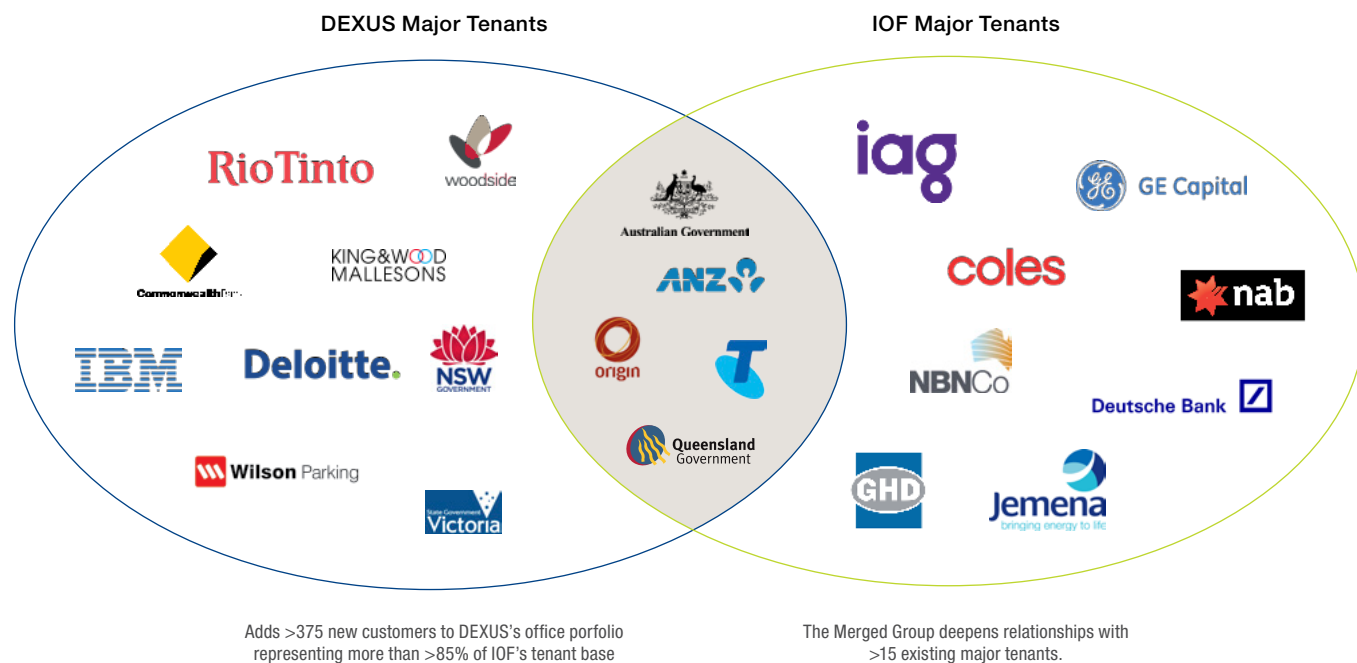 DEXUS Major Tenants
IOF Major Tenants
RioTinto
woodside
KING&WOOD
MALLESONS
IBM
Deloitte.
NSW
GOVERNMENT
Wilson Parking
State Government
Victoria
Australian Government
ANZ
origin
T
Queensland
Government
iag
GE GE Capital
coles
nab
NBNCo
Deutsche Bank
GHD
Jemena
bringing energy to life
Adds >375 new customers to DEXUS's office porfolio
representing more than >85% of IOF's tenant base
The Merged Group deepens relationships with
>15 existing major tenants.